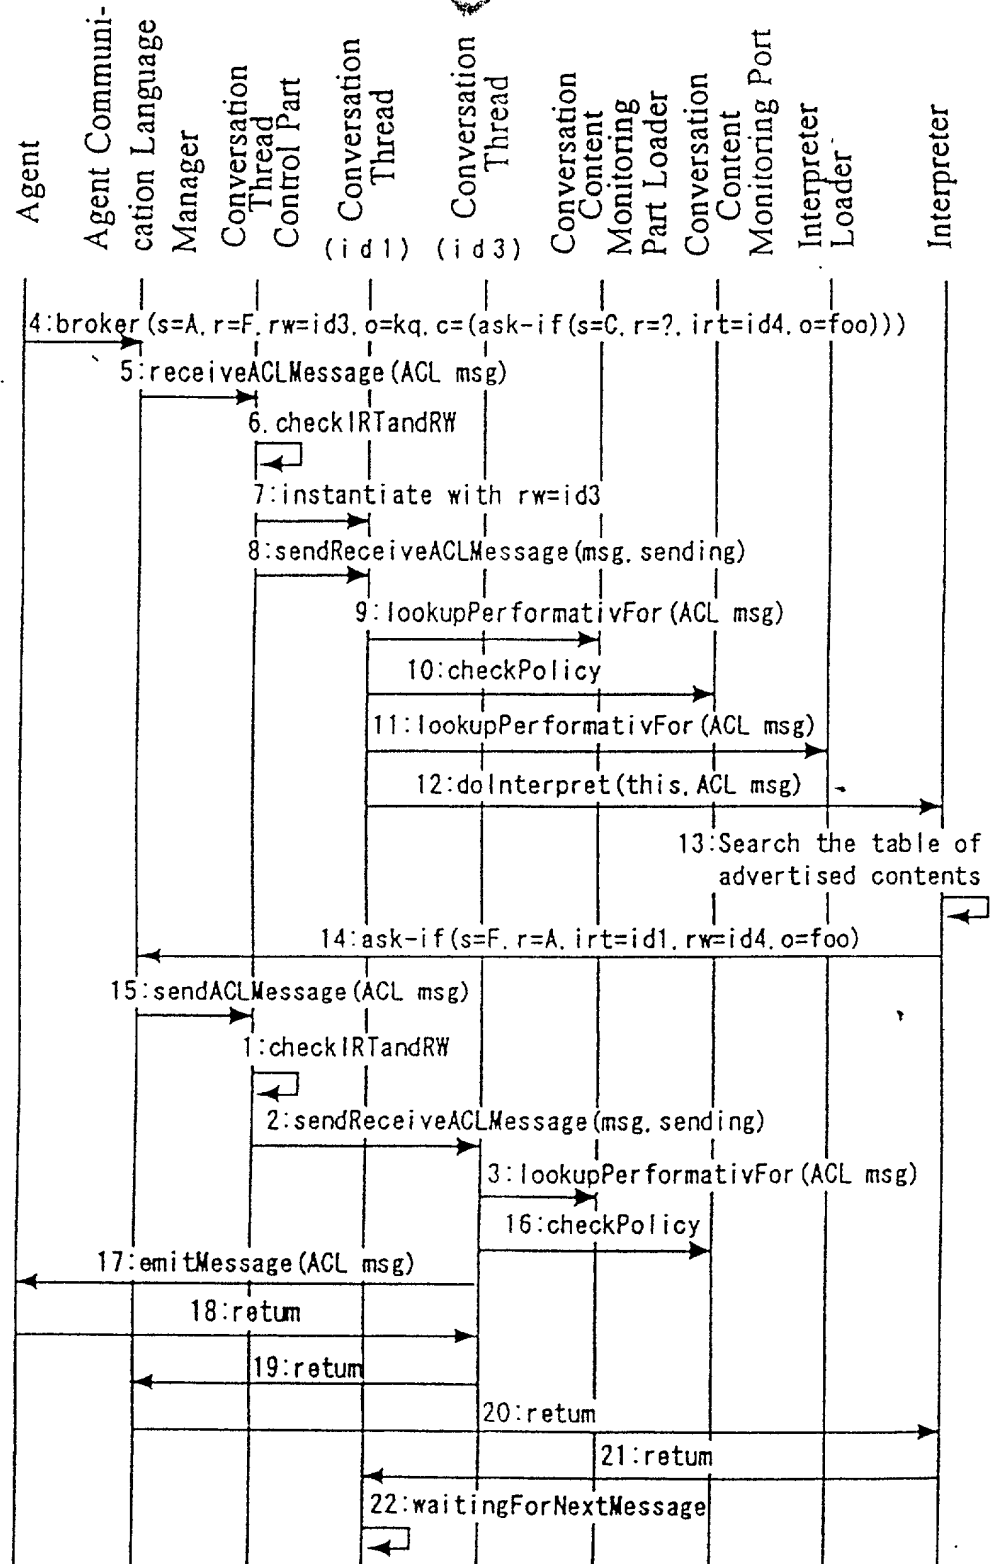 Agent
Agent Communi-
cation Language
Manager
Conversation
Thread
Control Part
Conversation
Thread
(id1)
Conversation
Thread
(id3)
Conversation
Content
Monitoring
Part Loader
Conversation
Content
Monitoring Port
Interpreter
Loader
Interpreter
4:broker(s=A, r=F, rw=id3, o=kq, c=(ask-if(s=C, r=?, irt=id4, o=foo)))
5:receiveACLMessage(ACL msg)
6.checkIRTandRW
7:instantiate with rw=id3
8:sendReceiveACLMessage(msg, sending)
9:lookupPerformativFor(ACL msg)
10:checkPolicy
11:lookupPerformativFor(ACL msg)
12:doInterpret(this, ACL msg)
13:Search the table of
advertised contents
14:ask-if(s=F, r=A, irt=id1, rw=id4, o=foo)
15:sendACLMessage(ACL msg)
1:checkIRTandRW
2:sendReceiveACLMessage(msg, sending)
3:lookupPerformativFor(ACL msg)
16:checkPolicy
17:emitMessage(ACL msg)
18:retum
19:retum
20:retum
21:retum
22:waitingForNextMessage